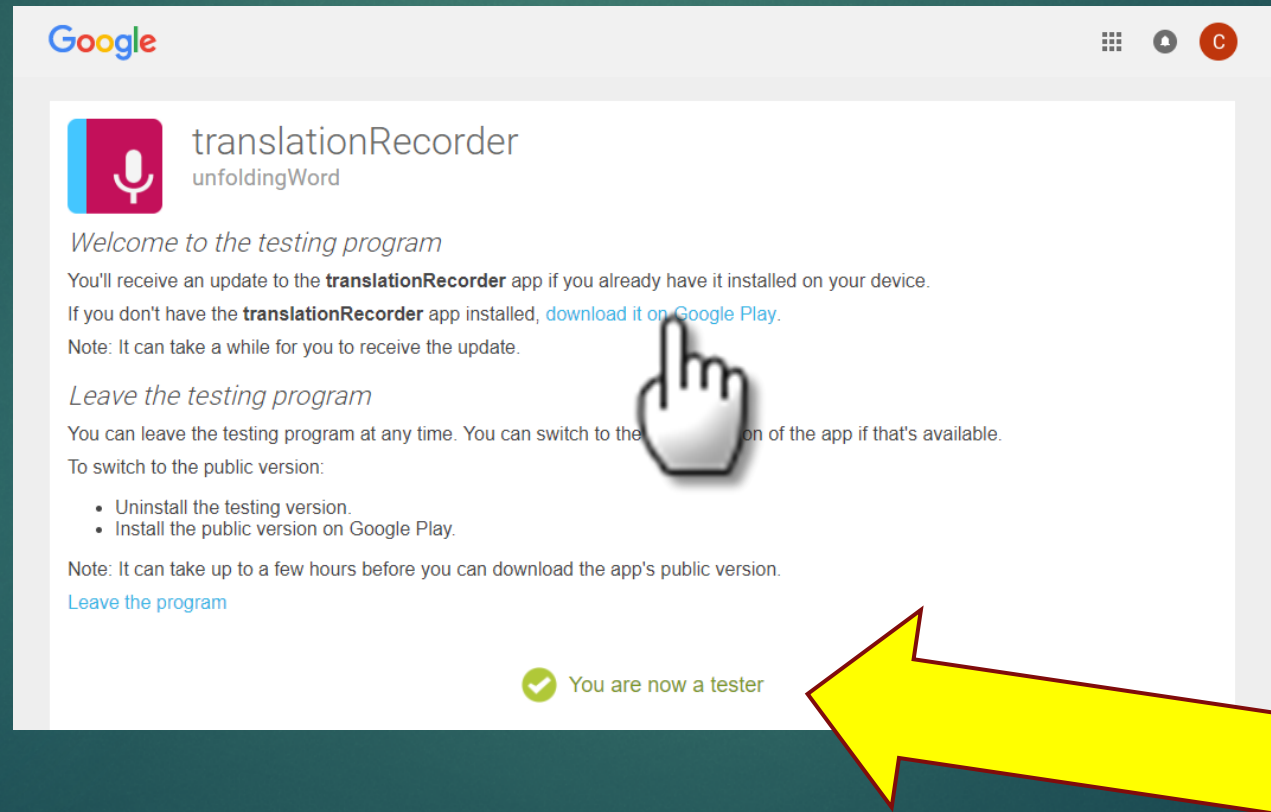 Google
C
translationRecorder
unfoldingWord
Welcome to the testing program
You'll receive an update to the translationRecorder app if you already have it installed on your device.
If you don't have the translationRecorder app installed, download it on Google Play.
Note: It can take a while for you to receive the update.
Leave the testing program
You can leave the testing program at any time. You can switch to the on of the app if that's available.
To switch to the public version:
• Uninstall the testing version.
• Install the public version on Google Play.
Note: It can take up to a few hours before you can download the app's public version.
Leave the program
You are now a tester